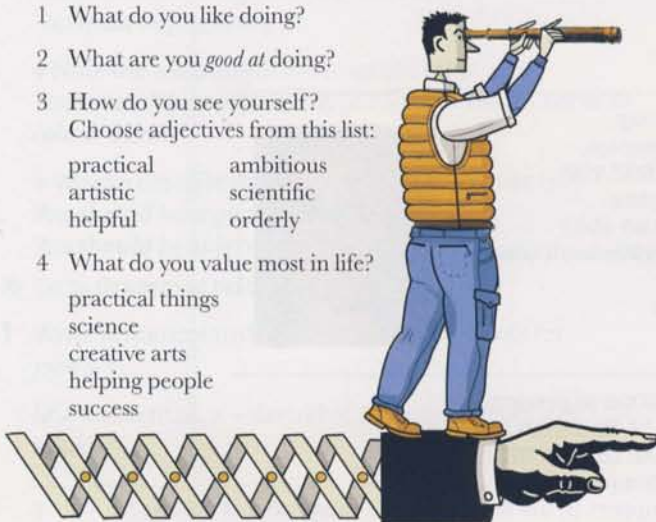 1 What do you like doing?
2 What are you good at doing?
3 How do you see yourself?
Choose adjectives from this list:
practical ambitious
artistic scientific
helpful orderly
4 What do you value most in life?
practical things
science
creative arts
helping people
success